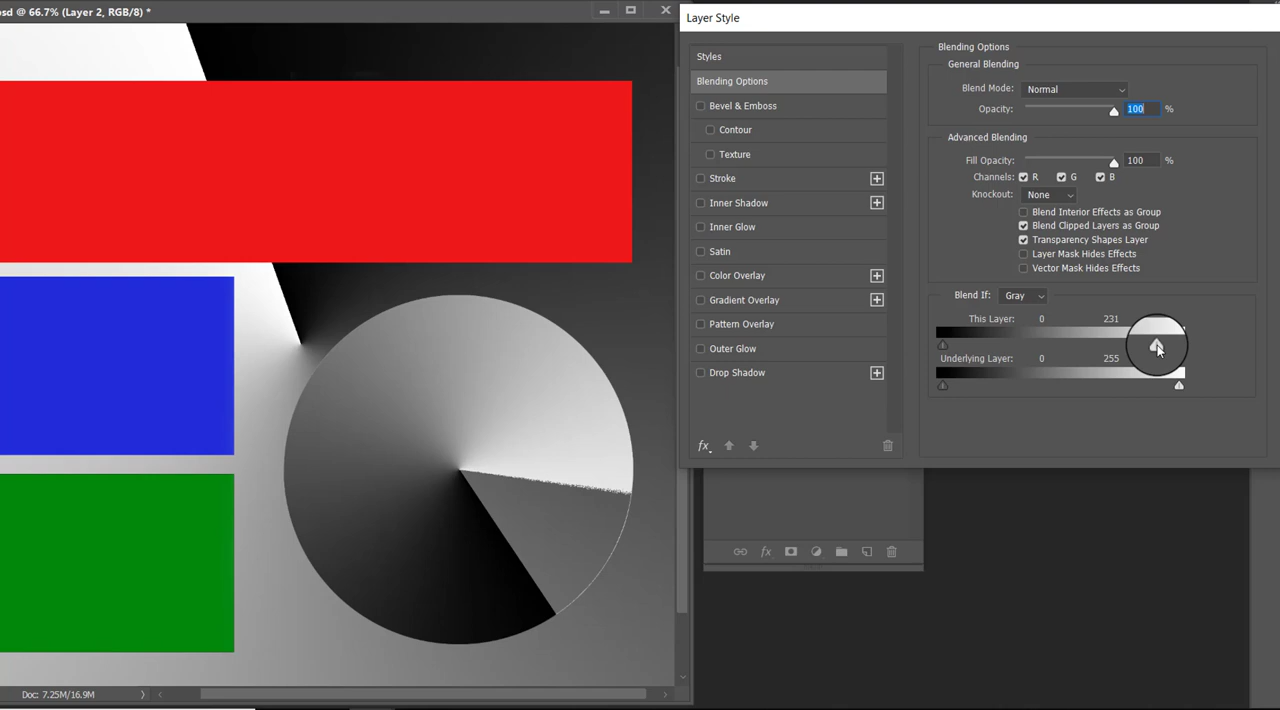 sd @ 66.7% (Layer 2, RGB/8) *
Layer Style
Styles
Blending Options
Bevel & Emboss
Contour
Texture
Stroke
Inner Shadow
Inner Glow
Satin
Color Overlay
Gradient Overlay
Pattern Overlay
Outer Glow
Drop Shadow
fx
Blending Options
General Blending
Blend Mode: Normal
Opacity: 100 %
Advanced Blending
Fill Opacity: 100 %
Channels: R G B
Knockout: None
Blend Interior Effects as Group
Blend Clipped Layers as Group
Transparency Shapes Layer
Layer Mask Hides Effects
Vector Mask Hides Effects
Blend If: Gray
This Layer: 0 231
Underlying Layer: 0 255
fx
Doc: 7.25M/16.9M